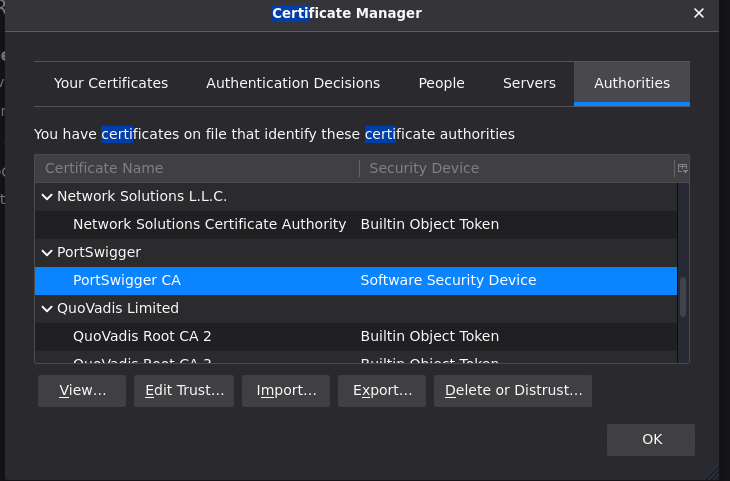 Certificate Manager
Your Certificates Authentication Decisions People Servers Authorities
You have certificates on file that identify these certificate authorities
Certificate Name Security Device
Network Solutions L.L.C.
Network Solutions Certificate Authority Builtin Object Token
PortSwigger
PortSwigger CA Software Security Device
QuoVadis Limited
QuoVadis Root CA 2 Builtin Object Token
QuoVadis Root CA 3 Builtin Object Token
View... Edit Trust... Import... Export... Delete or Distrust...
OK